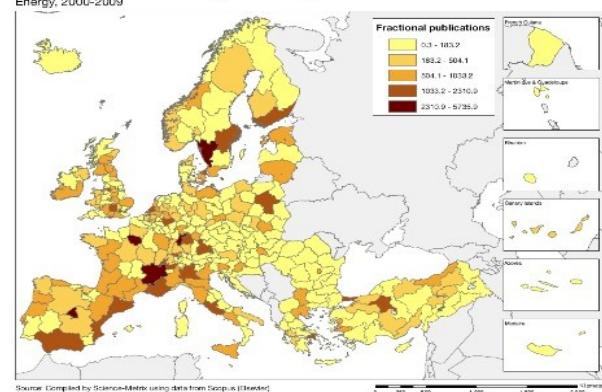 Energy, 2000-2009
Fractional publications
0.3 - 183.2
183.2 - 504.1
504.1 - 1033.2
1033.2 - 2310.9
2310.9 - 5735.9
French Guiana
Martinique & Guadeloupe
Réunion
Canary Islands
Azores
Madeira
Source: Compiled by Science-Metrix using data from Scopus (Elsevier)